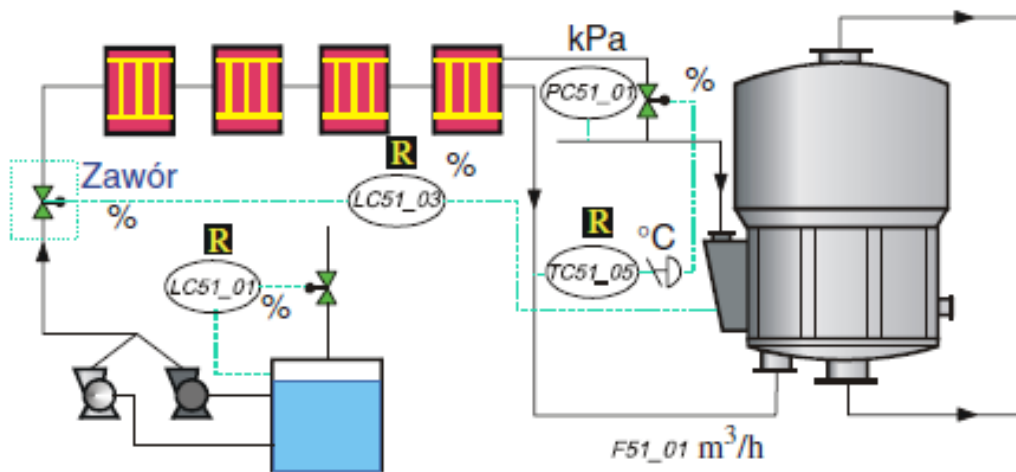 kPa
PC51_01
%
R
%
Zawór
LC51_03
%
R
R
°C
LC51_01
%
TC51_05
F51_01 m³/h